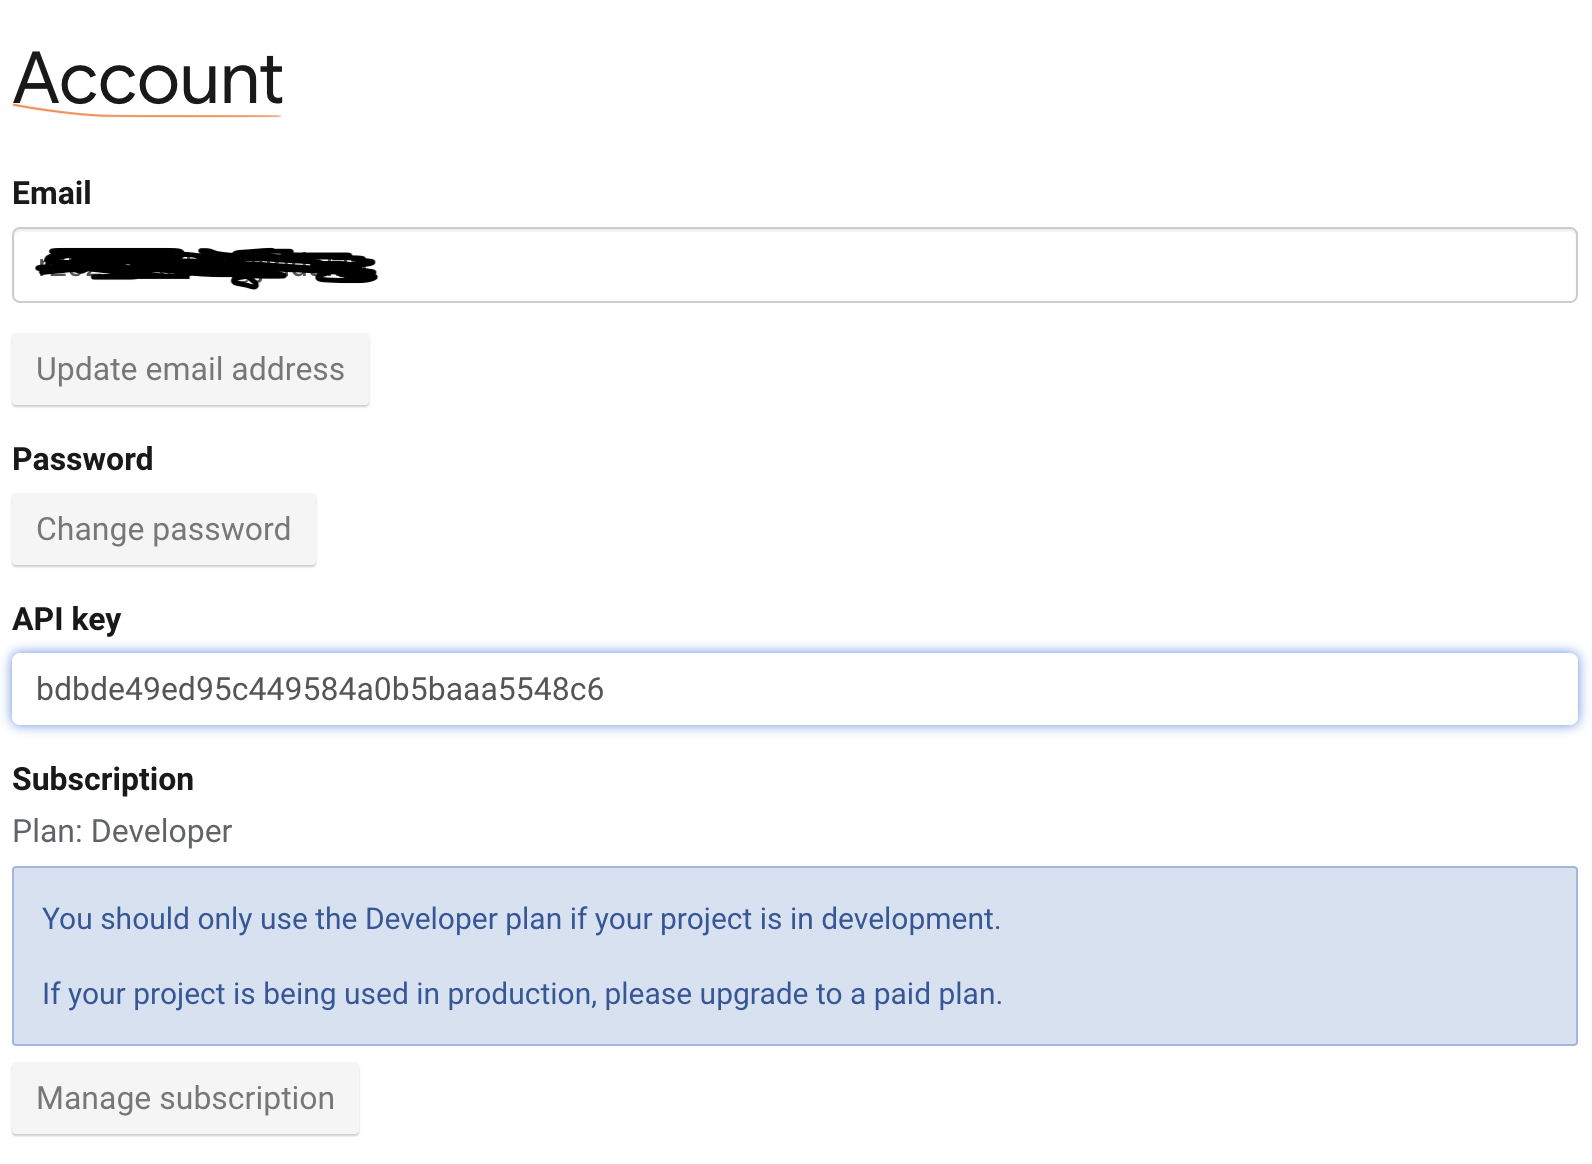 Account
Email
Update email address
Password
Change password
API key
bdbde49ed95c449584a0b5baaa5548c6
Subscription
Plan: Developer
You should only use the Developer plan if your project is in development.
If your project is being used in production, please upgrade to a paid plan.
Manage subscription